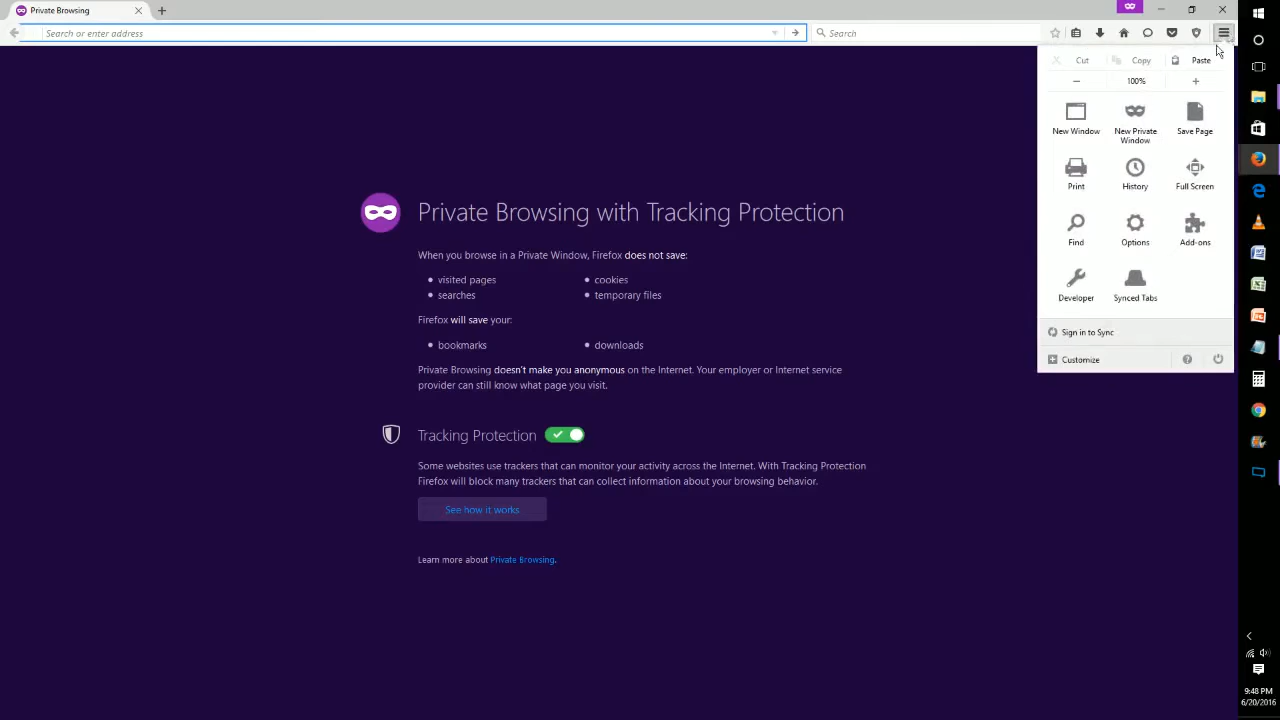 Private Browsing
Search or enter address
Search
Cut
Copy
Paste
100%
New Window
New Private
Window
Save Page
Print
History
Full Screen
Find
Options
Add-ons
Developer
Synced Tabs
Sign in to Sync
Customize
Private Browsing with Tracking Protection
When you browse in a Private Window, Firefox does not save:
visited pages
cookies
searches
temporary files
Firefox will save your:
bookmarks
downloads
Private Browsing doesn't make you anonymous on the Internet. Your employer or Internet service
provider can still know what page you visit.
Tracking Protection
Some websites use trackers that can monitor your activity across the Internet. With Tracking Protection
Firefox will block many trackers that can collect information about your browsing behavior.
See how it works
Learn more about Private Browsing.
9:48 PM
6/20/2016